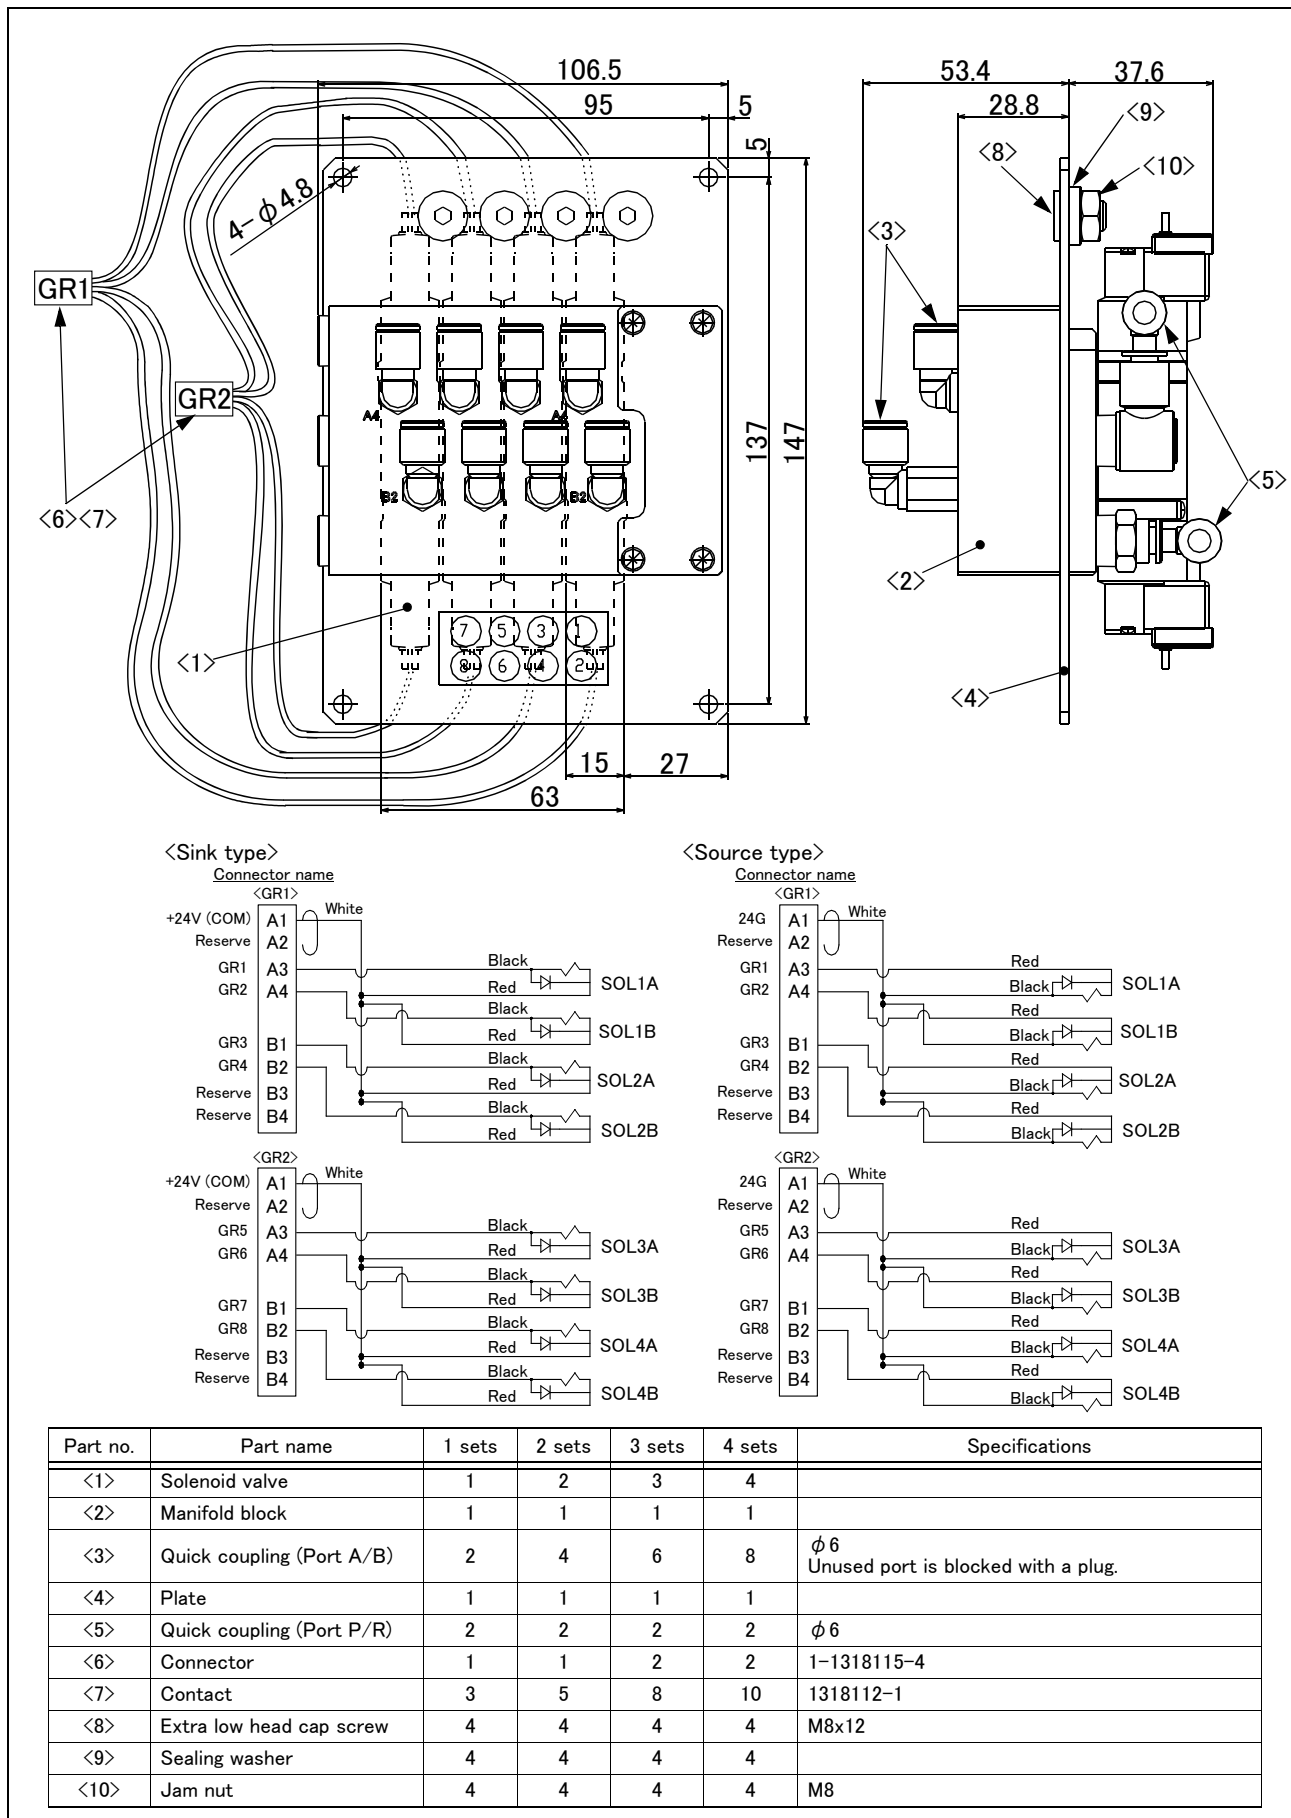 106.5
95
5
5
4-φ4.8
137
147
GR1
GR2
<6><7>
A4
A4
B2
B2
<1>
7 5 3 1
8 6 4 2
15
27
63
53.4
37.6
28.8
<9>
<8>
<10>
<3>
<5>
<2>
<4>
<Sink type>
Connector name
<GR1>
+24V (COM) A1 White
Reserve A2
GR1 A3 Black
Red SOL1A
GR2 A4 Black
Red SOL1B
GR3 B1 Black
GR4 B2 Red SOL2A
Reserve B3 Black
Reserve B4 Red SOL2B
<GR2>
+24V (COM) A1 White
Reserve A2
GR5 A3 Black
GR6 A4 Red SOL3A
Black
Red SOL3B
GR7 B1 Black
GR8 B2 Red SOL4A
Reserve B3 Black
Reserve B4 Red SOL4B
<Source type>
Connector name
<GR1>
24G A1 White
Reserve A2
GR1 A3 Red
GR2 A4 Black SOL1A
Red
Black SOL1B
GR3 B1 Red
GR4 B2 Black SOL2A
Reserve B3 Red
Reserve B4 Black SOL2B
<GR2>
24G A1 White
Reserve A2
GR5 A3 Red
GR6 A4 Black SOL3A
Red
Black SOL3B
GR7 B1 Red
GR8 B2 Black SOL4A
Reserve B3 Red
Reserve B4 Black SOL4B
Part no. Part name 1 sets 2 sets 3 sets 4 sets Specifications
<1> Solenoid valve 1 2 3 4
<2> Manifold block 1 1 1 1
<3> Quick coupling (Port A/B) 2 4 6 8 φ6
Unused port is blocked with a plug.
<4> Plate 1 1 1 1
<5> Quick coupling (Port P/R) 2 2 2 2 φ6
<6> Connector 1 1 2 2 1-1318115-4
<7> Contact 3 5 8 10 1318112-1
<8> Extra low head cap screw 4 4 4 4 M8x12
<9> Sealing washer 4 4 4 4
<10> Jam nut 4 4 4 4 M8